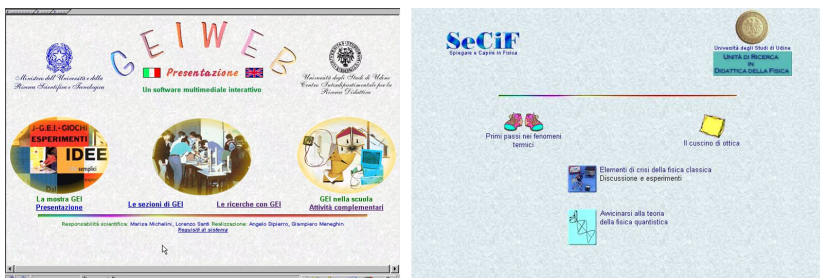 GEIWEB
Presentazione
Un software multimediale interattivo
Ministero dell'Università e della
Ricerca Scientifica e Tecnologica
Università degli Studi di Udine
Centro Interdipartimentale per la
Ricerca Didattica
J-G.E.I.-GIOCHI
ESPERIMENTI
IDEE
semplici
La mostra GEI
Presentazione
Le sezioni di GEI
Le ricerche con GEI
GEI nella scuola
Attività complementari
Responsabilità scientifica: Marisa Michelini, Lorenzo Santi Realizzazione: Angelo Dipierro, Giampiero Meneghin
Requisiti di sistema
SeCiF
Spiegare e Capire in Fisica
Università degli Studi di Udine
UNITÀ DI RICERCA
IN
DIDATTICA DELLA FISICA
Primi passi nei fenomeni
termici
Il cuscino di ottica
Elementi di crisi della fisica classica
Discussione e esperimenti
Avvicinarsi alla teoria
della fisica quantistica